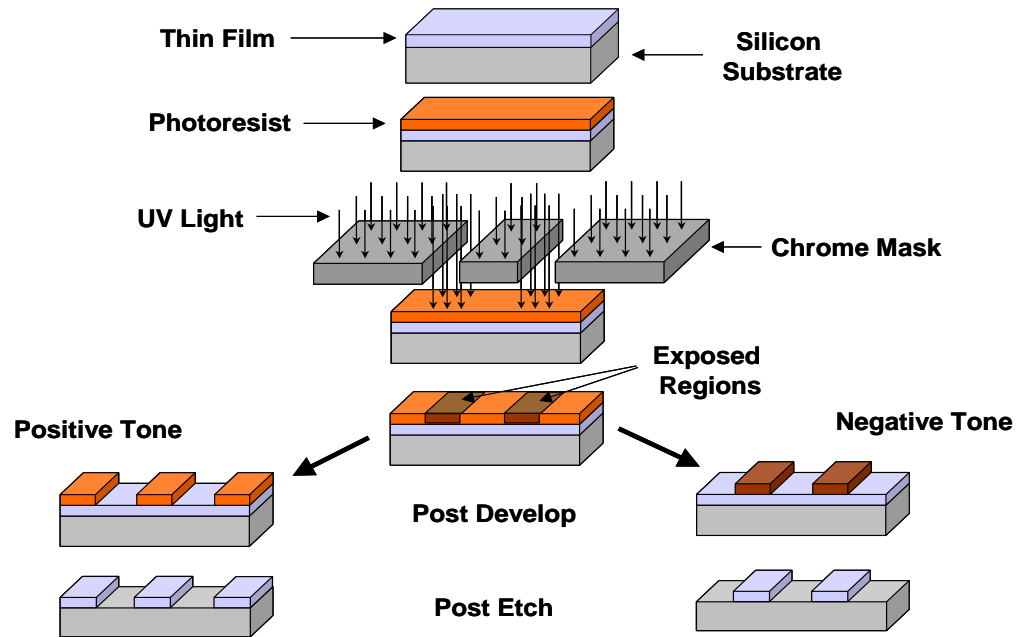 Thin Film
Silicon
Substrate
Photoresist
UV Light
Chrome Mask
Exposed
Regions
Positive Tone
Negative Tone
Post Develop
Post Etch